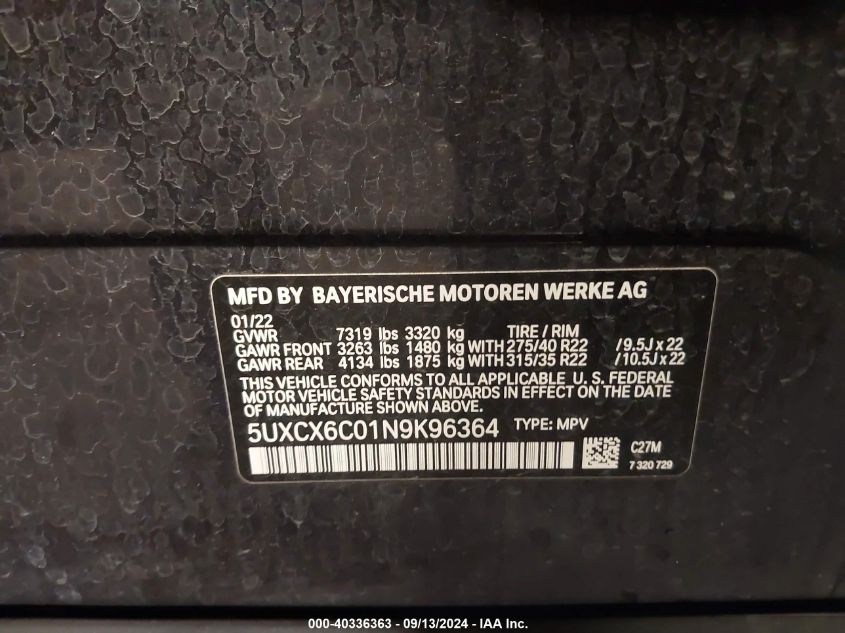 MFD BY BAYERISCHE MOTOREN WERKE AG
01/22
GVWR 7319 lbs 3320 kg TIRE / RIM
GAWR FRONT 3263 lbs 1480 kg WITH 275/40 R22 /9.5J x 22
GAWR REAR 4134 lbs 1875 kg WITH 315/35 R22 /10.5J x 22
THIS VEHICLE CONFORMS TO ALL APPLICABLE U. S. FEDERAL
MOTOR VEHICLE SAFETY STANDARDS IN EFFECT ON THE DATE
OF MANUFACTURE SHOWN ABOVE.
5UXCX6C01N9K96364 TYPE: MPV
C27M
7 320 729
000-40336363 - 09/13/2024 - IAA Inc.